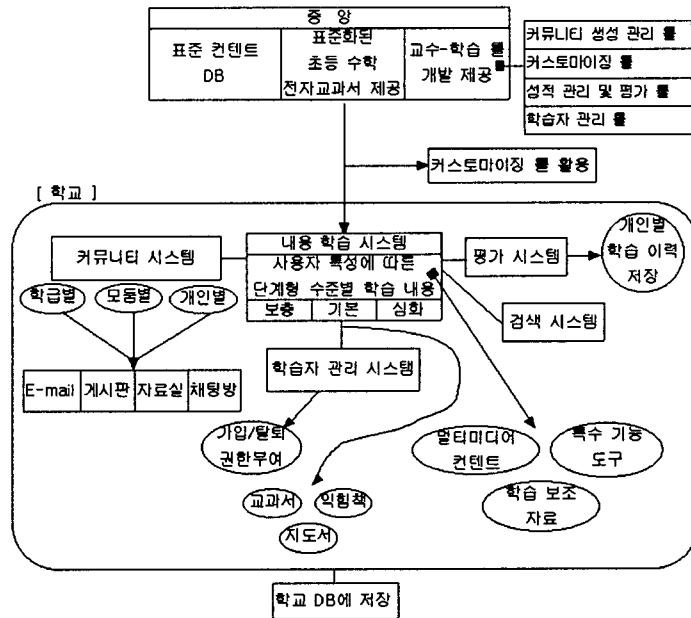 중 앙
표준 컨텐트
DB
표준화된
초등 수학
전자교과서 제공
교수-학습 툴
개발 제공
커뮤니티 생성 관리 툴
커스토마이징 툴
성적 관리 및 평가 툴
학습자 관리 툴
커스토마이징 툴 활용
[ 학교 ]
커뮤니티 시스템
학급별
모둠별
개인별
E-mail
게시판
자료실
채팅방
내용 학습 시스템
사용자 특성에 따른
단계형 수준별 학습 내용
보충
기본
심화
평가 시스템
개인별
학습 이력
저장
검색 시스템
학습자 관리 시스템
가입/탈퇴
권한부여
교과서
익힘책
지도서
멀티미디어
컨텐트
특수 기능
도구
학습 보조
자료
학교 DB에 저장